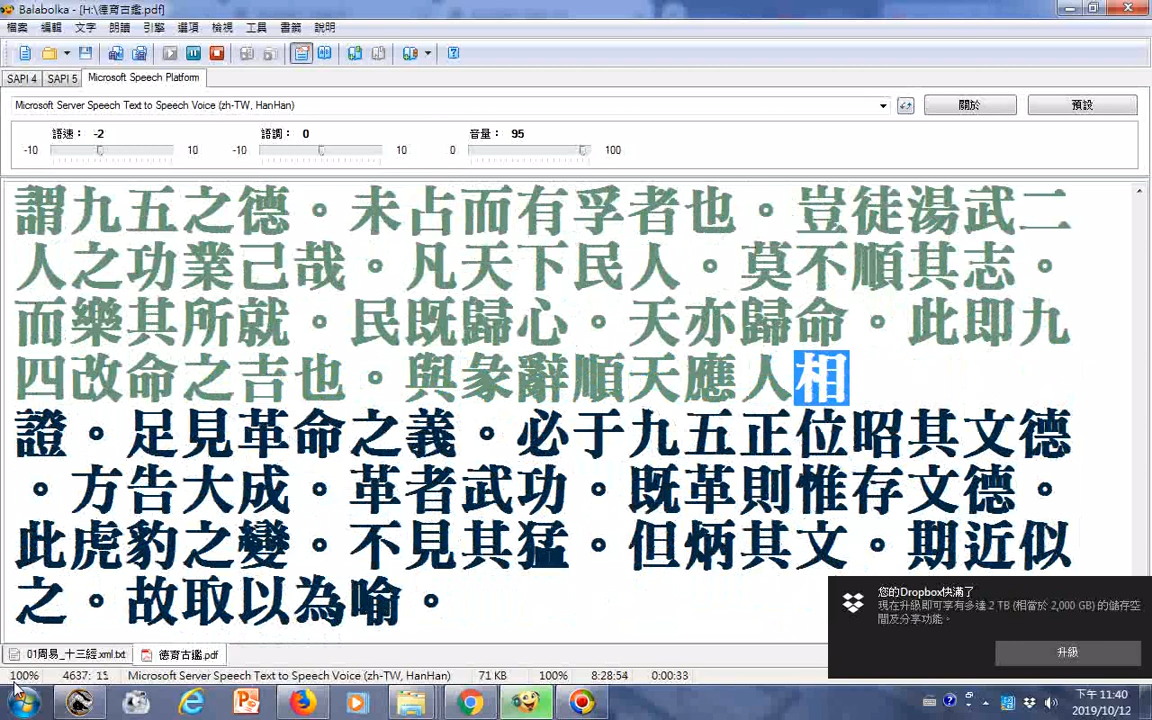 Balabolka - [H:\德育古鑑.pdf]
檔案 編輯 文字 朗讀 引擎 選項 檢視 工具 書籤 說明
SAPI 4 SAPI 5 Microsoft Speech Platform
Microsoft Server Speech Text to Speech Voice (zh-TW, HanHan) 關於 預設
語速： -2 語調： 0 音量： 95
-10 10 -10 10 0 100
謂九五之德。未占而有孚者也。豈徒湯武二
人之功業己哉。凡天下民人。莫不順其志。
而樂其所就。民既歸心。天亦歸命。此即九
四改命之吉也。與彖辭順天應人相
證。足見革命之義。必于九五正位昭其文德
。方告大成。革者武功。既革則惟存文德。
此虎豹之變。不見其猛。但炳其文。期近似
之。故取以為喻。
您的Dropbox快滿了
現在升級即可享有多達 2 TB (相當於 2,000 GB) 的儲存空
間及分享功能。
升級
01周易_十三經.xml.txt 德育古鑑.pdf
100% 4637: 11 Microsoft Server Speech Text to Speech Voice (zh-TW, HanHan) 71 KB 100% 8:28:54 0:00:33
下午 11:40
2019/10/12